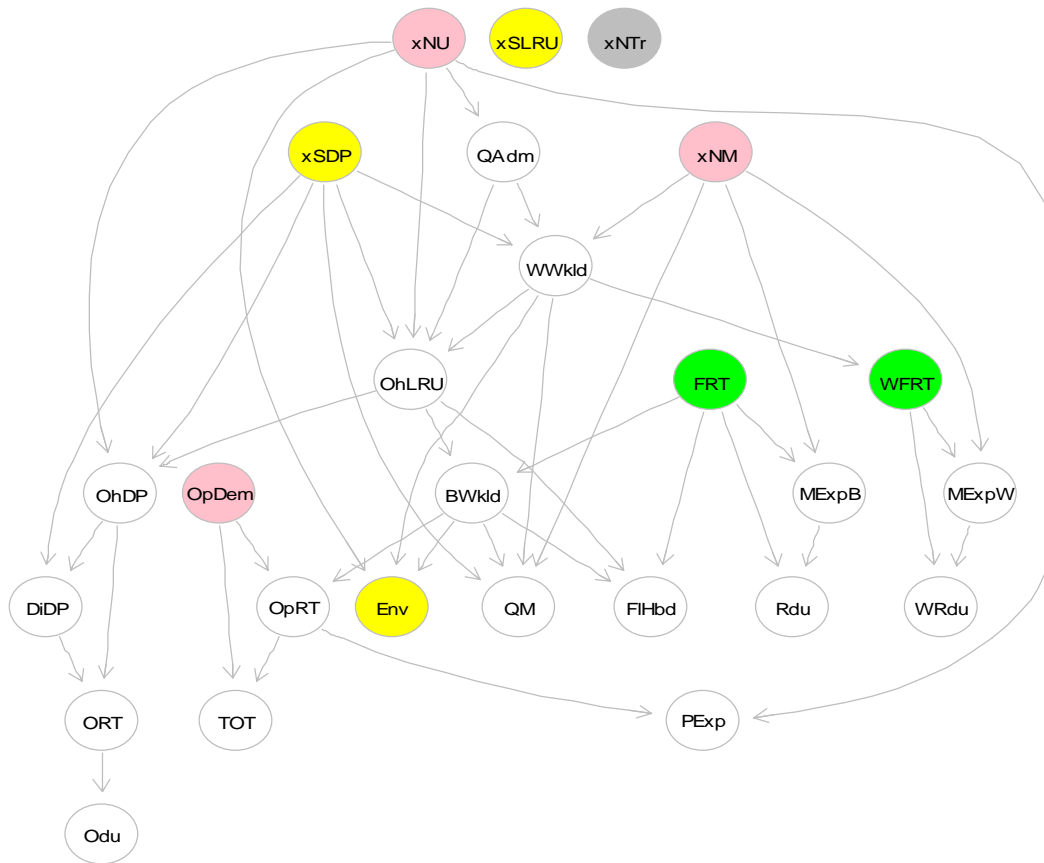 xNU
xSLRU
xNTr
xSDP
QAdm
xNM
WWkld
OhLRU
FRT
WFRT
OhDP
OpDem
BWkld
MExpB
MExpW
DiDP
OpRT
Env
QM
FlHbd
Rdu
WRdu
ORT
TOT
PExp
Odu